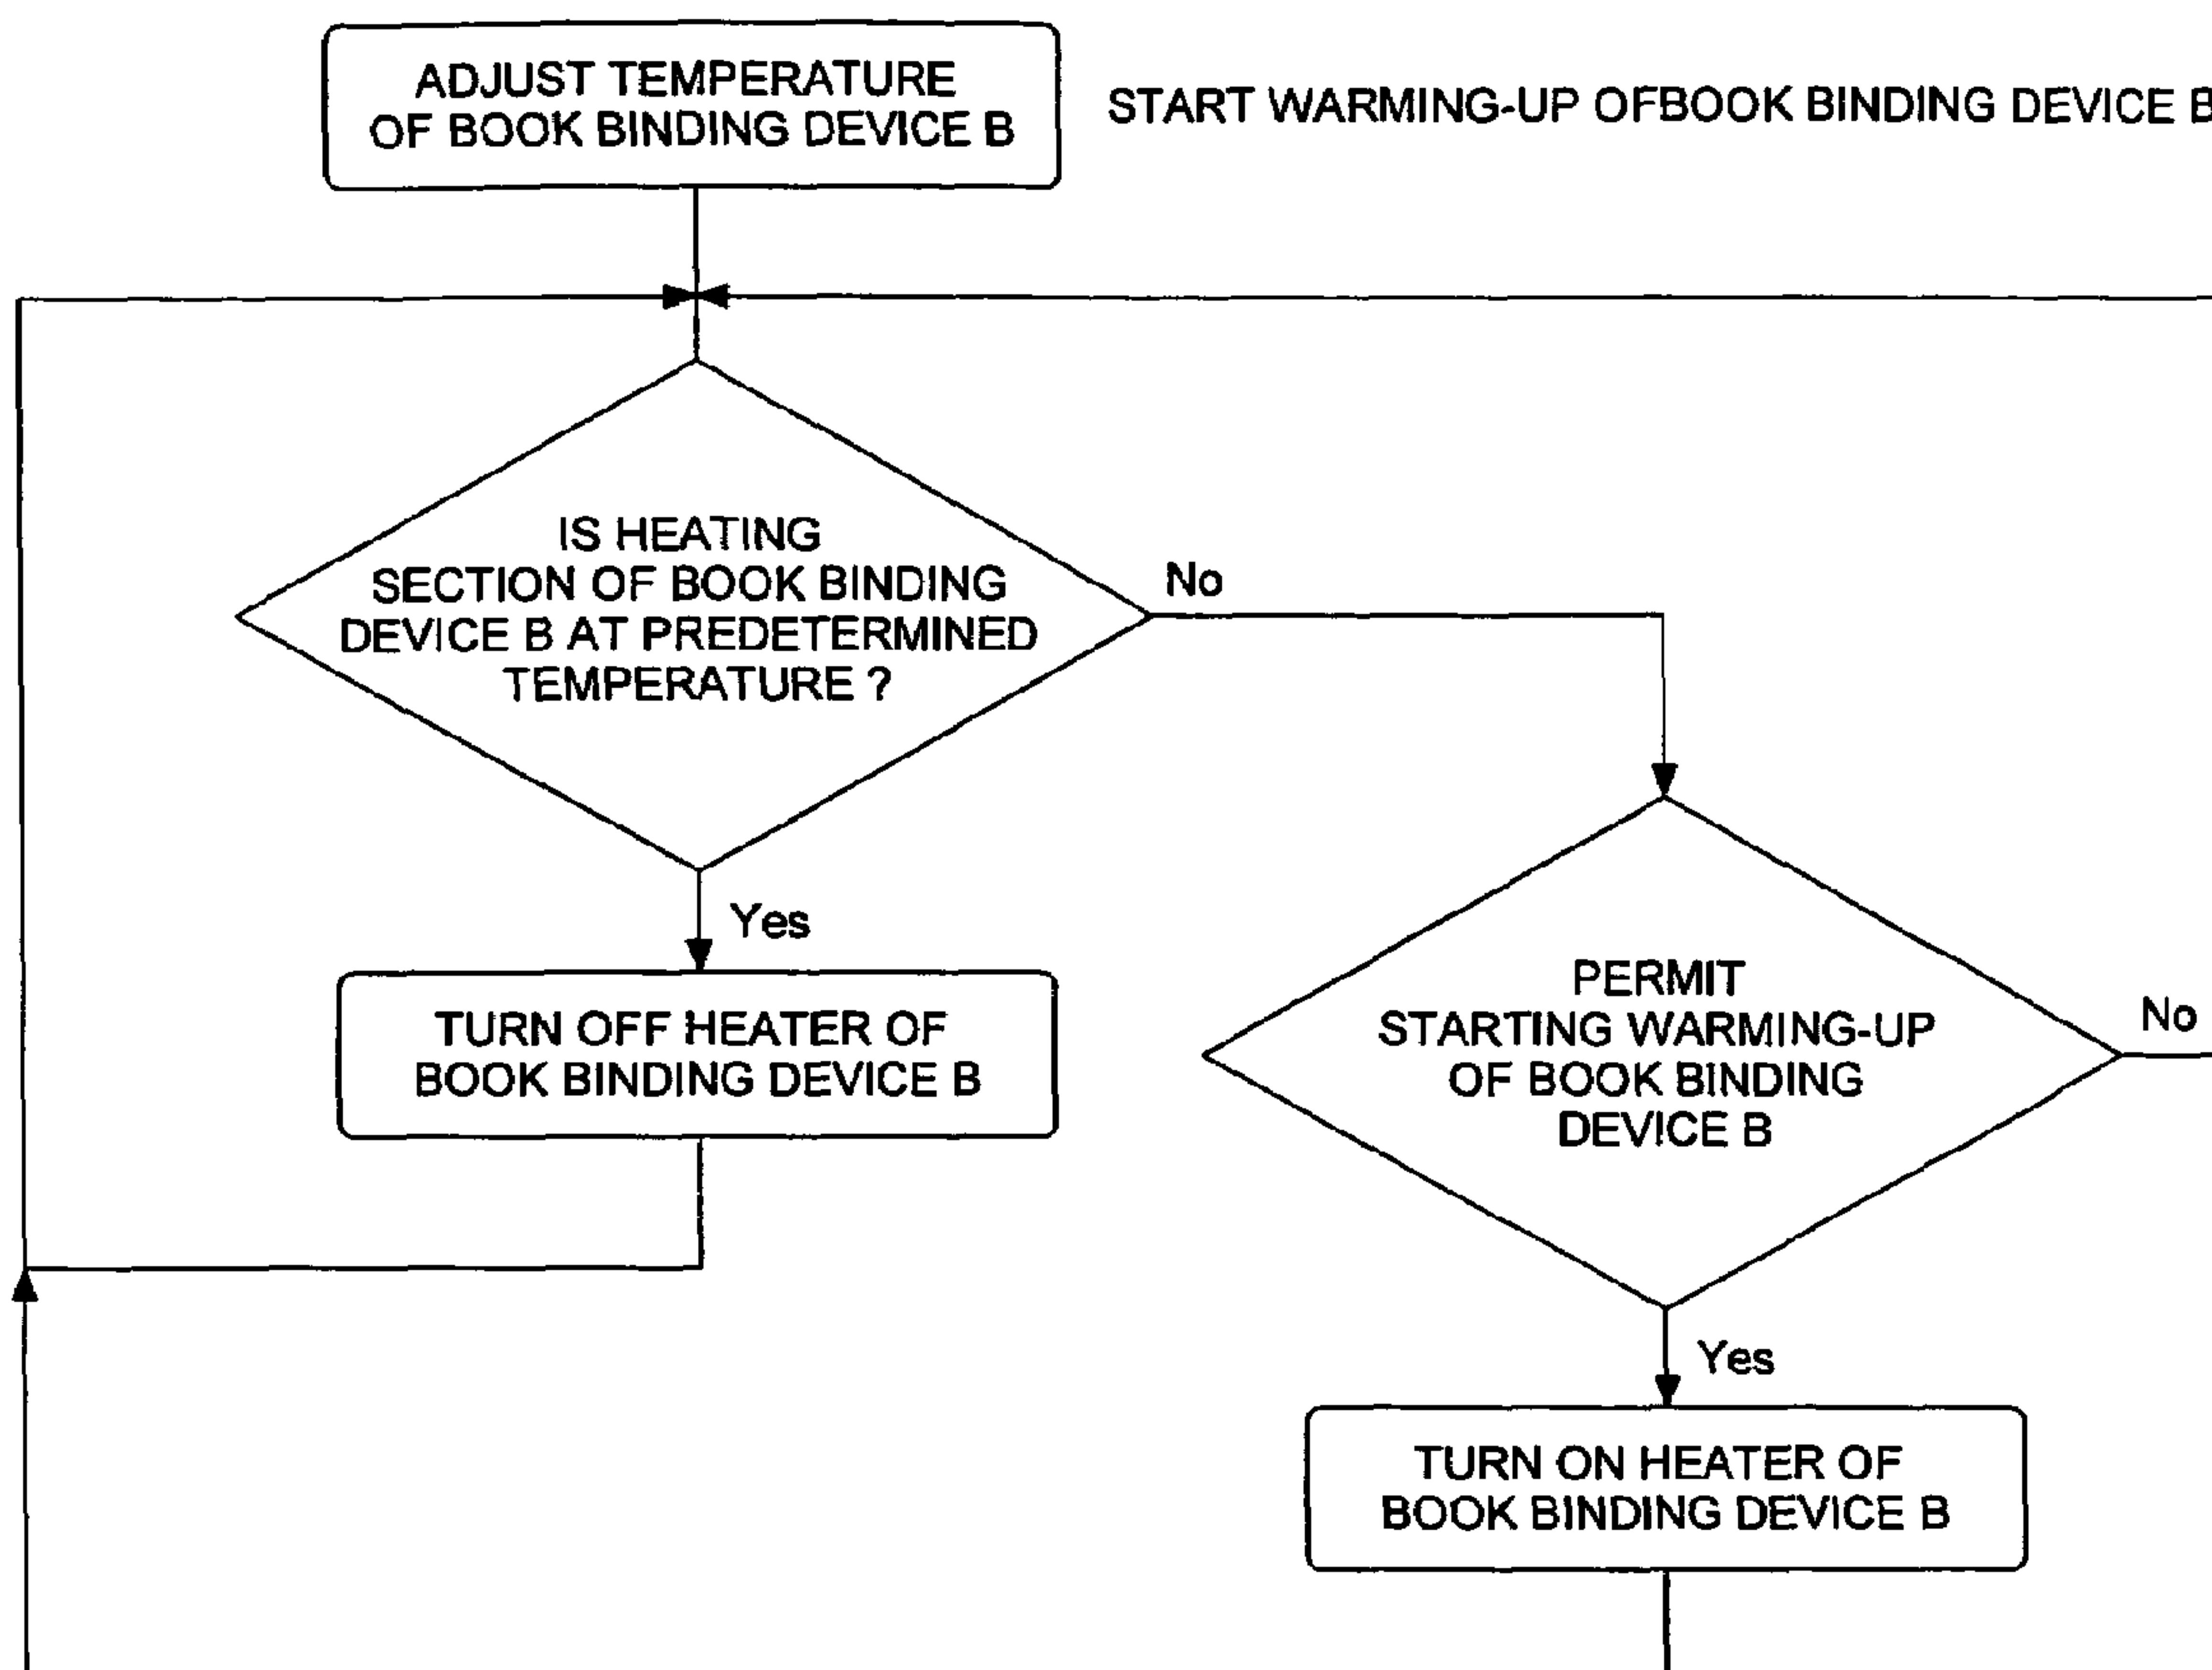 ADJUST TEMPERATURE
OF BOOK BINDING DEVICE B
START WARMING-UP OFBOOK BINDING DEVICE B
IS HEATING
SECTION OF BOOK BINDING
DEVICE B AT PREDETERMINED
TEMPERATURE ?
No
Yes
TURN OFF HEATER OF
BOOK BINDING DEVICE B
PERMIT
STARTING WARMING-UP
OF BOOK BINDING
DEVICE B
No
Yes
TURN ON HEATER OF
BOOK BINDING DEVICE B